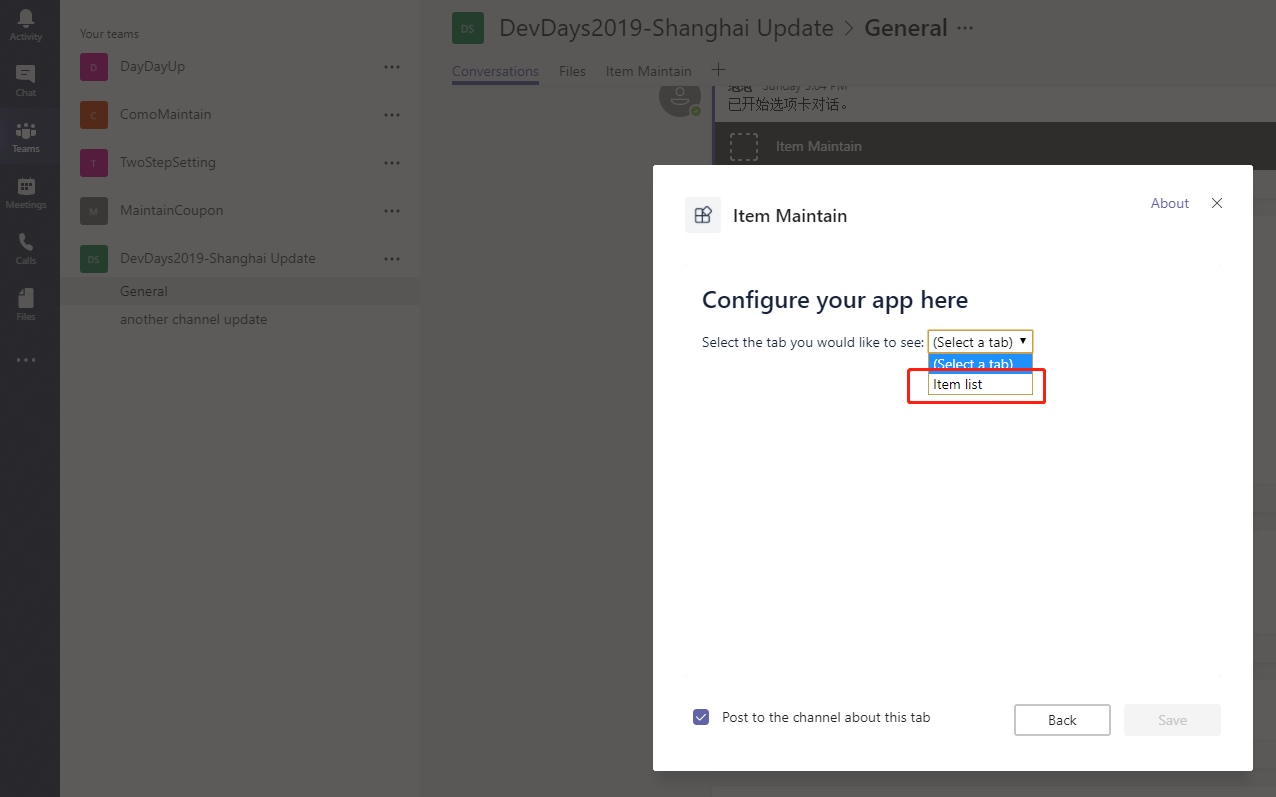 Activity
Chat
Teams
Meetings
Calls
Files
Your teams
D DayDayUp
C ComoMaintain
T TwoStepSetting
M MaintainCoupon
DS DevDays2019-Shanghai Update
General
another channel update
DS DevDays2019-Shanghai Update > General
Conversations Files Item Maintain
Sunday 5:04 PM
已开始选项卡对话。
Item Maintain
Item Maintain
About
Configure your app here
Select the tab you would like to see: (Select a tab)
(Select a tab)
Item list
Post to the channel about this tab
Back
Save